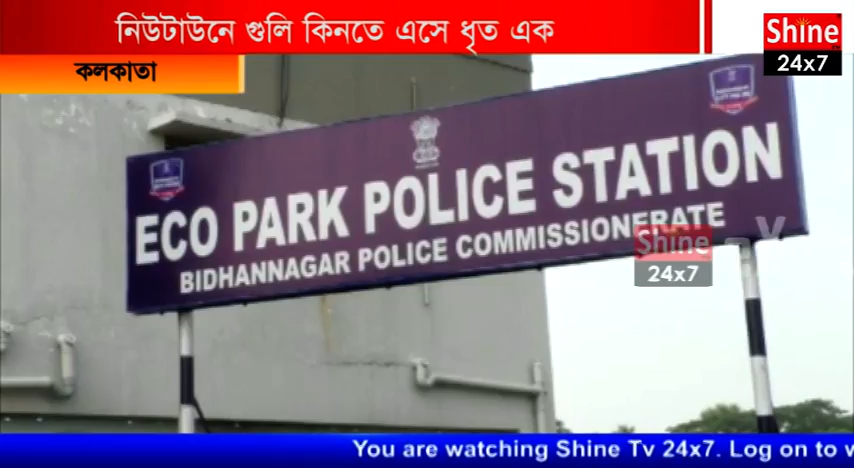 নিউটাউনে গুলি কিনতে এসে ধৃত এক
Shine
24x7
কলকাতা
ECO PARK POLICE STATION
BIDHANNAGAR POLICE COMMISSIONERATE
Shine
24x7
You are watching Shine Tv 24x7. Log on to w